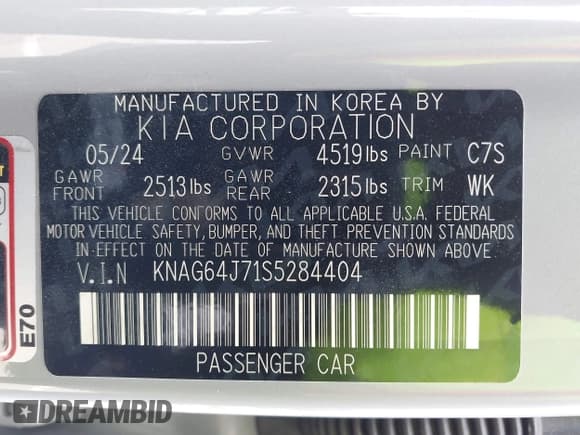 MANUFACTURED IN KOREA BY
KIA CORPORATION
05/24 GVWR 4519 lbs PAINT C7S
GAWR FRONT 2513 lbs GAWR REAR 2315 lbs TRIM WK
THIS VEHICLE CONFORMS TO ALL APPLICABLE U.S.A. FEDERAL
MOTOR VEHICLE SAFETY, BUMPER, AND THEFT PREVENTION STANDARDS
IN EFFECT ON THE DATE OF MANUFACTURE SHOWN ABOVE.
V.I.N KNAG64J71S5284404
PASSENGER CAR
E70
DREAMBID